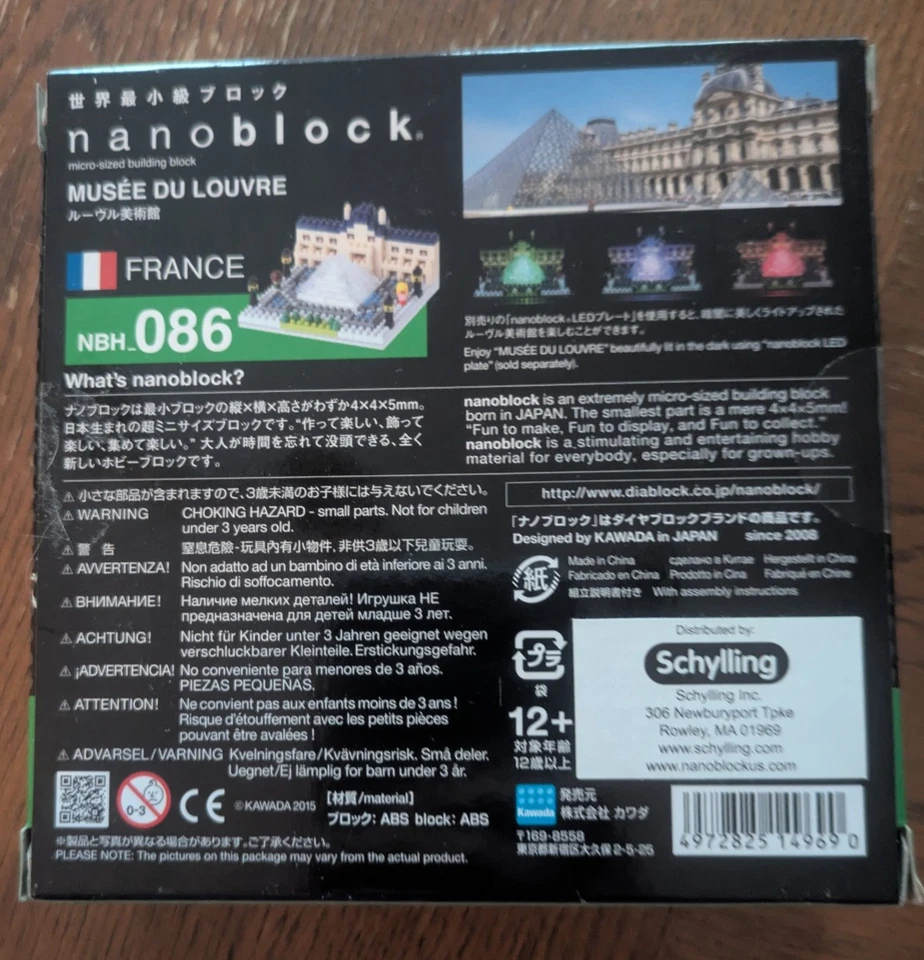 世界最小級ブロック
nanoblock®
micro-sized building block
MUSÉE DU LOUVRE
ルーヴル美術館
FRANCE
NBH_086
別売りの「nanoblock® LEDプレート」を使用すると、暗闇に美しくライトアップされた
ルーヴル美術館を楽しむことができます。
Enjoy "MUSÉE DU LOUVRE" beautifully lit in the dark using "nanoblock LED
plate" (sold separately).
What's nanoblock?
ナノブロックは最小ブロックの縦×横×高さがわずか4×4×5mm。
日本生まれの超ミニサイズブロックです。“作って楽しい、飾って
楽しい、集めて楽しい。” 大人が時間を忘れて没頭できる、全く
新しいホビーブロックです。
nanoblock is an extremely micro-sized building block
born in JAPAN. The smallest part is a mere 4×4×5mm!
"Fun to make, Fun to display, and Fun to collect."
nanoblock is a stimulating and entertaining hobby
material for everybody, especially for grown-ups.
⚠ 小さな部品が含まれますので、3歳未満のお子様には与えないでください。
⚠ WARNING CHOKING HAZARD - small parts. Not for children
under 3 years old.
⚠ 警 告 窒息危險-玩具內有小物件, 非供3歲以下兒童玩耍.
⚠ AVVERTENZA! Non adatto ad un bambino di età inferiore ai 3 anni.
Rischio di soffocamento.
⚠ ВНИМАНИЕ! Наличие мелких деталей! Игрушка НЕ
предназначена для детей младше 3 лет.
⚠ ACHTUNG! Nicht für Kinder unter 3 Jahren geeignet wegen
verschluckbarer Kleinteile. Erstickungsgefahr.
⚠ ¡ADVERTENCIA! No conveniente para menores de 3 años.
PIEZAS PEQUEÑAS.
⚠ ATTENTION! Ne convient pas aux enfants moins de 3 ans !
Risque d'étouffement avec les petits pièces
pouvant être avalées !
⚠ ADVARSEL/VARNING Kvelningsfare/Kvävningsrisk. Små deler.
Uegnet/Ej lämplig for barn under 3 år.
0-3
CE
© KAWADA 2015
【材質/material】
ブロック: ABS block: ABS
※製品と写真が異なる場合があります。ご了承ください。
PLEASE NOTE: The pictures on this package may vary from the actual product.
http://www.diablock.co.jp/nanoblock/
「ナノブロック」はダイヤブロックブランドの商品です。
Designed by KAWADA in JAPAN since 2008
紙
Made in China сделано в Китае Hergestellt in China
Fabricado en China Prodotto in Cina Fabriqué en Chine
組立説明書付き With assembly instructions
プラ
袋
12+
対象年齢
12歳以上
Distributed by:
Schylling
Schylling Inc.
306 Newburyport Tpke
Rowley, MA 01969
www.schylling.com
www.nanoblockus.com
Kawada
発売元
株式会社 カワダ
〒169-8558
東京都新宿区大久保2-5-25
4972825 14969 0